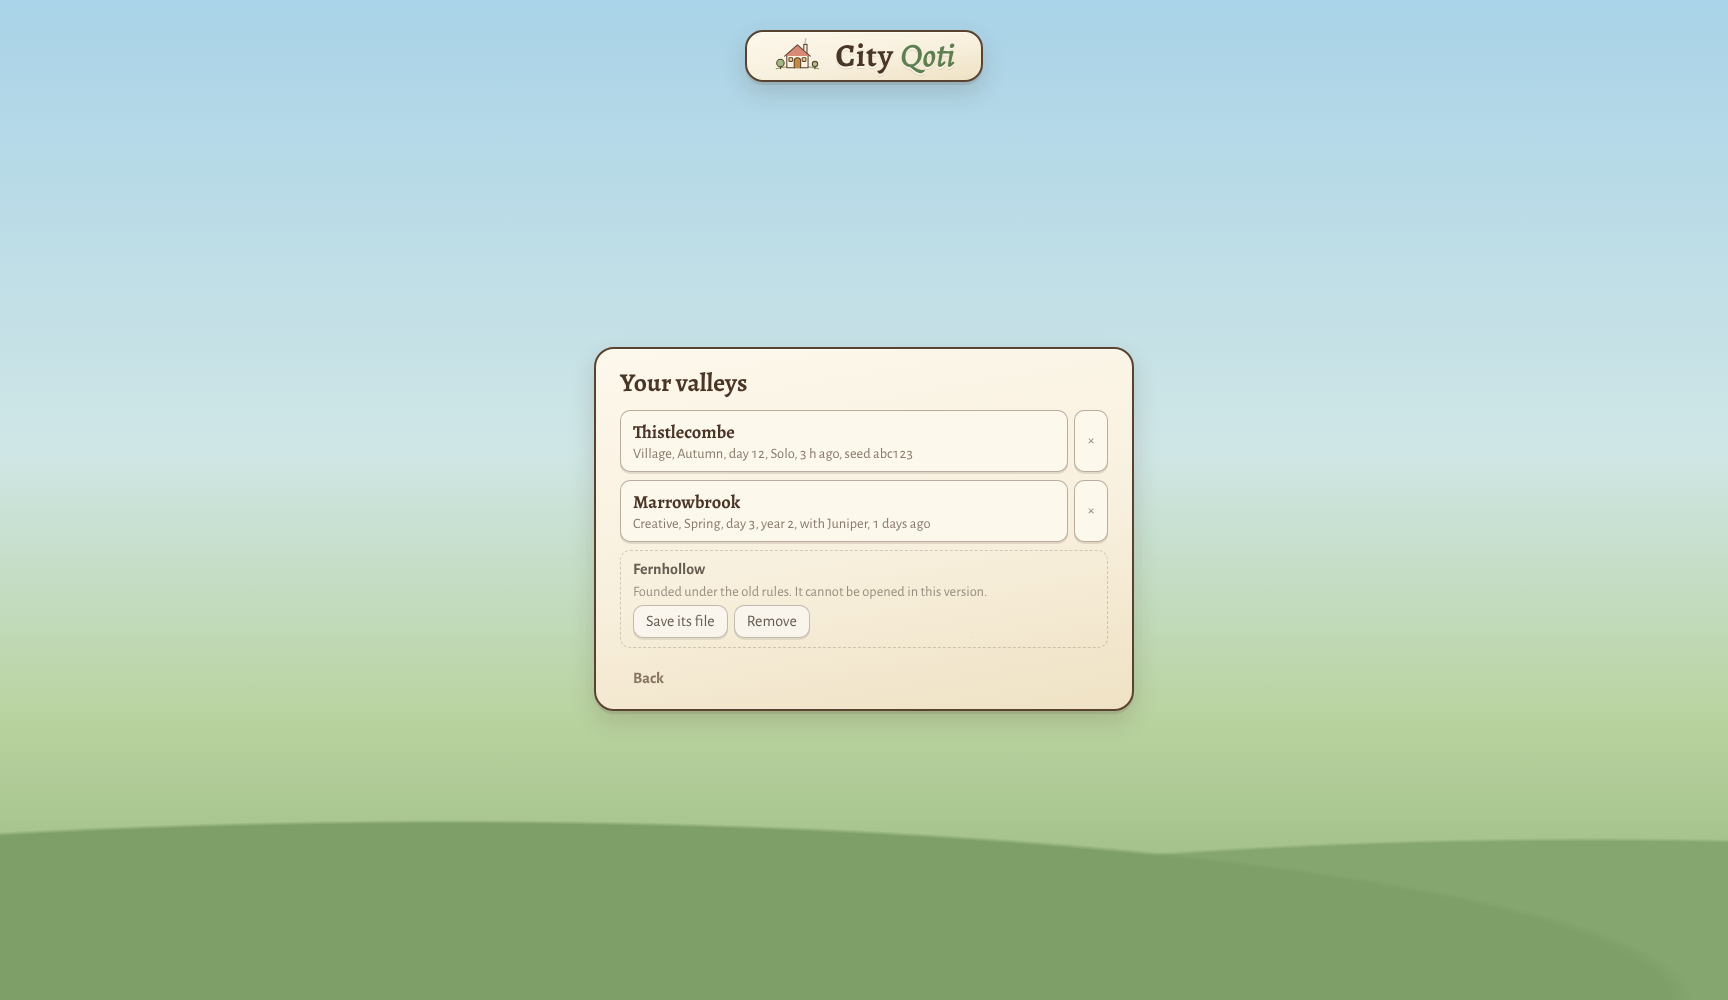 City Qoti
Your valleys
Thistlecombe
Village, Autumn, day 12, Solo, 3 h ago, seed abc123
×
Marrowbrook
Creative, Spring, day 3, year 2, with Juniper, 1 days ago
×
Fernhollow
Founded under the old rules. It cannot be opened in this version.
Save its file
Remove
Back